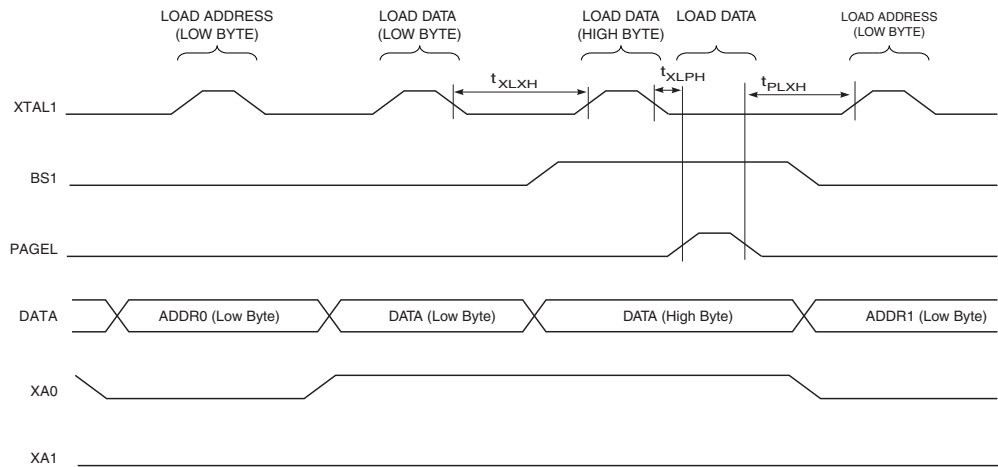 LOAD ADDRESS
(LOW BYTE)
LOAD DATA
(LOW BYTE)
LOAD DATA
(HIGH BYTE)
LOAD DATA
LOAD ADDRESS
(LOW BYTE)
tXLXH
tXLPH
tPLXH
XTAL1
BS1
PAGEL
DATA
ADDR0 (Low Byte)
DATA (Low Byte)
DATA (High Byte)
ADDR1 (Low Byte)
XA0
XA1